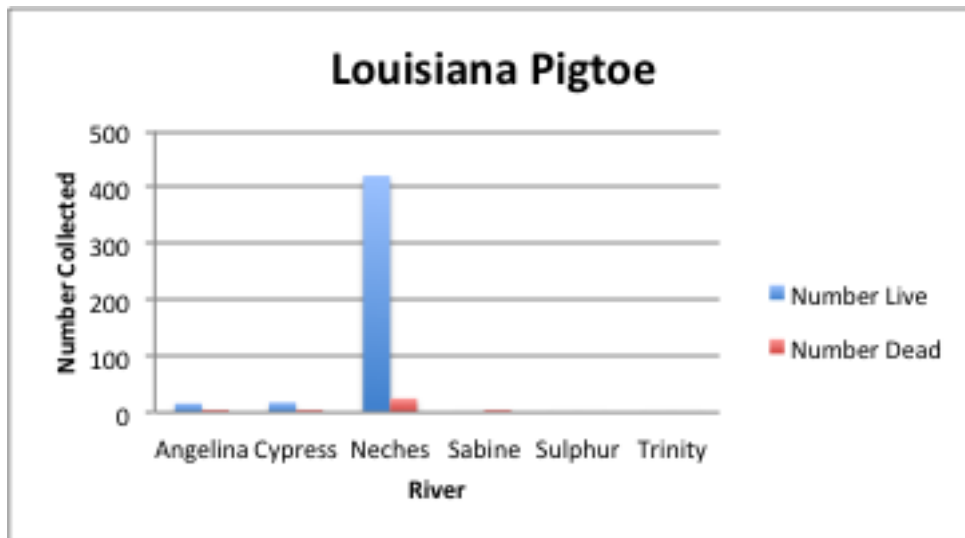 Louisiana Pigtoe
Number Collected
500
400
300
200
100
0
Angelina Cypress Neches Sabine Sulphur Trinity
River
Number Live
Number Dead